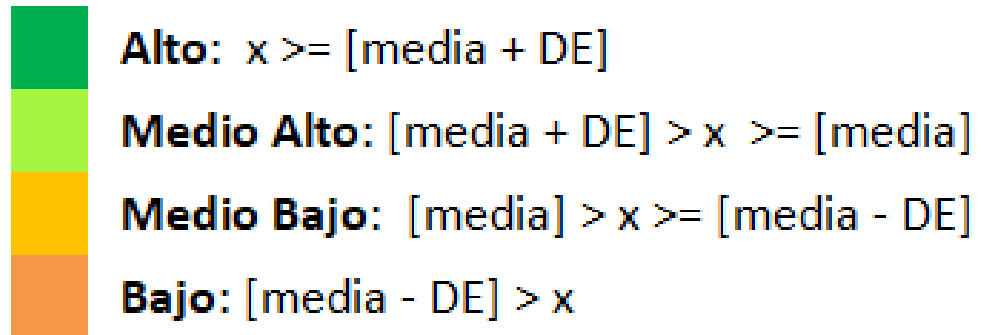 Alto: x >= [media + DE]
Medio Alto: [media + DE] > x >= [media]
Medio Bajo: [media] > x >= [media - DE]
Bajo: [media - DE] > x